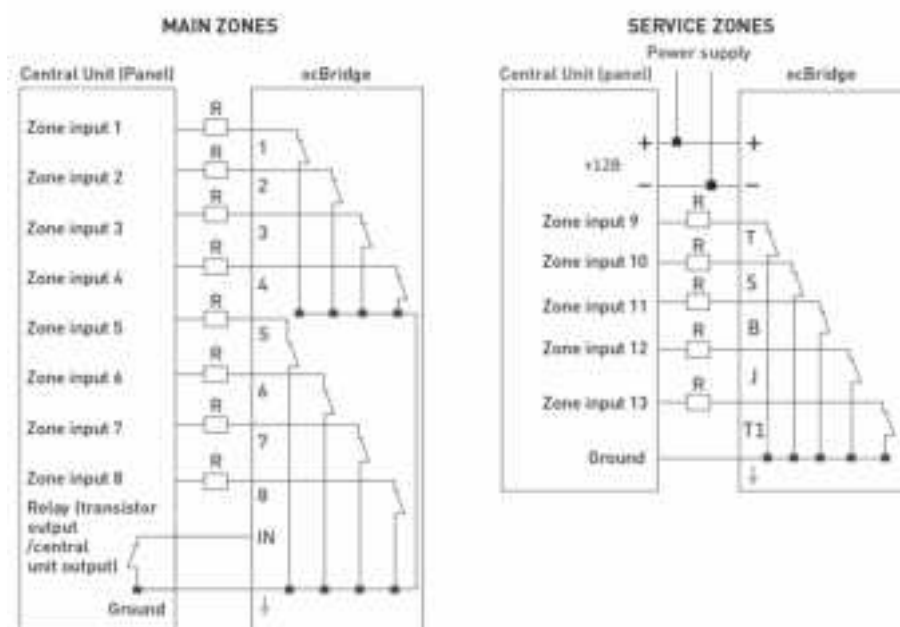 MAIN ZONES
Central Unit (Panel)
ocBridge
Zone input 1
R
1
Zone input 2
R
2
Zone input 3
R
3
Zone input 4
R
4
Zone input 5
R
5
Zone input 6
R
6
Zone input 7
R
7
Zone input 8
R
8
Relay (transistor
output
/central
unit output)
IN
Ground
SERVICE ZONES
Power supply
Central Unit (panel)
ocBridge
+
+
+12B
−
−
Zone input 9
R
T
Zone input 10
R
S
Zone input 11
R
B
Zone input 12
R
J
Zone input 13
R
T1
Ground